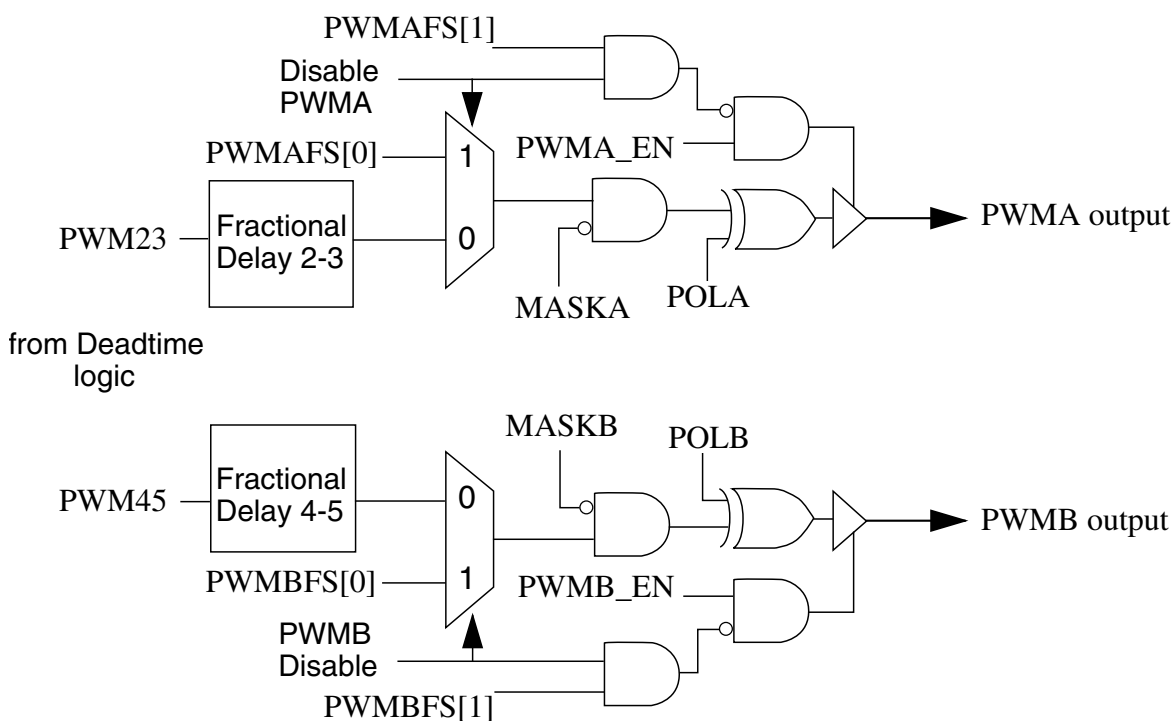 PWMAFS[1]
Disable
PWMA
PWMAFS[0]
1
PWMA_EN
PWM23
Fractional
Delay 2-3
0
PWMA output
MASKA
POLA
from Deadtime
logic
MASKB
POLB
PWM45
Fractional
Delay 4-5
0
PWMB output
PWMBFS[0]
1
PWMB_EN
PWMB
Disable
PWMBFS[1]